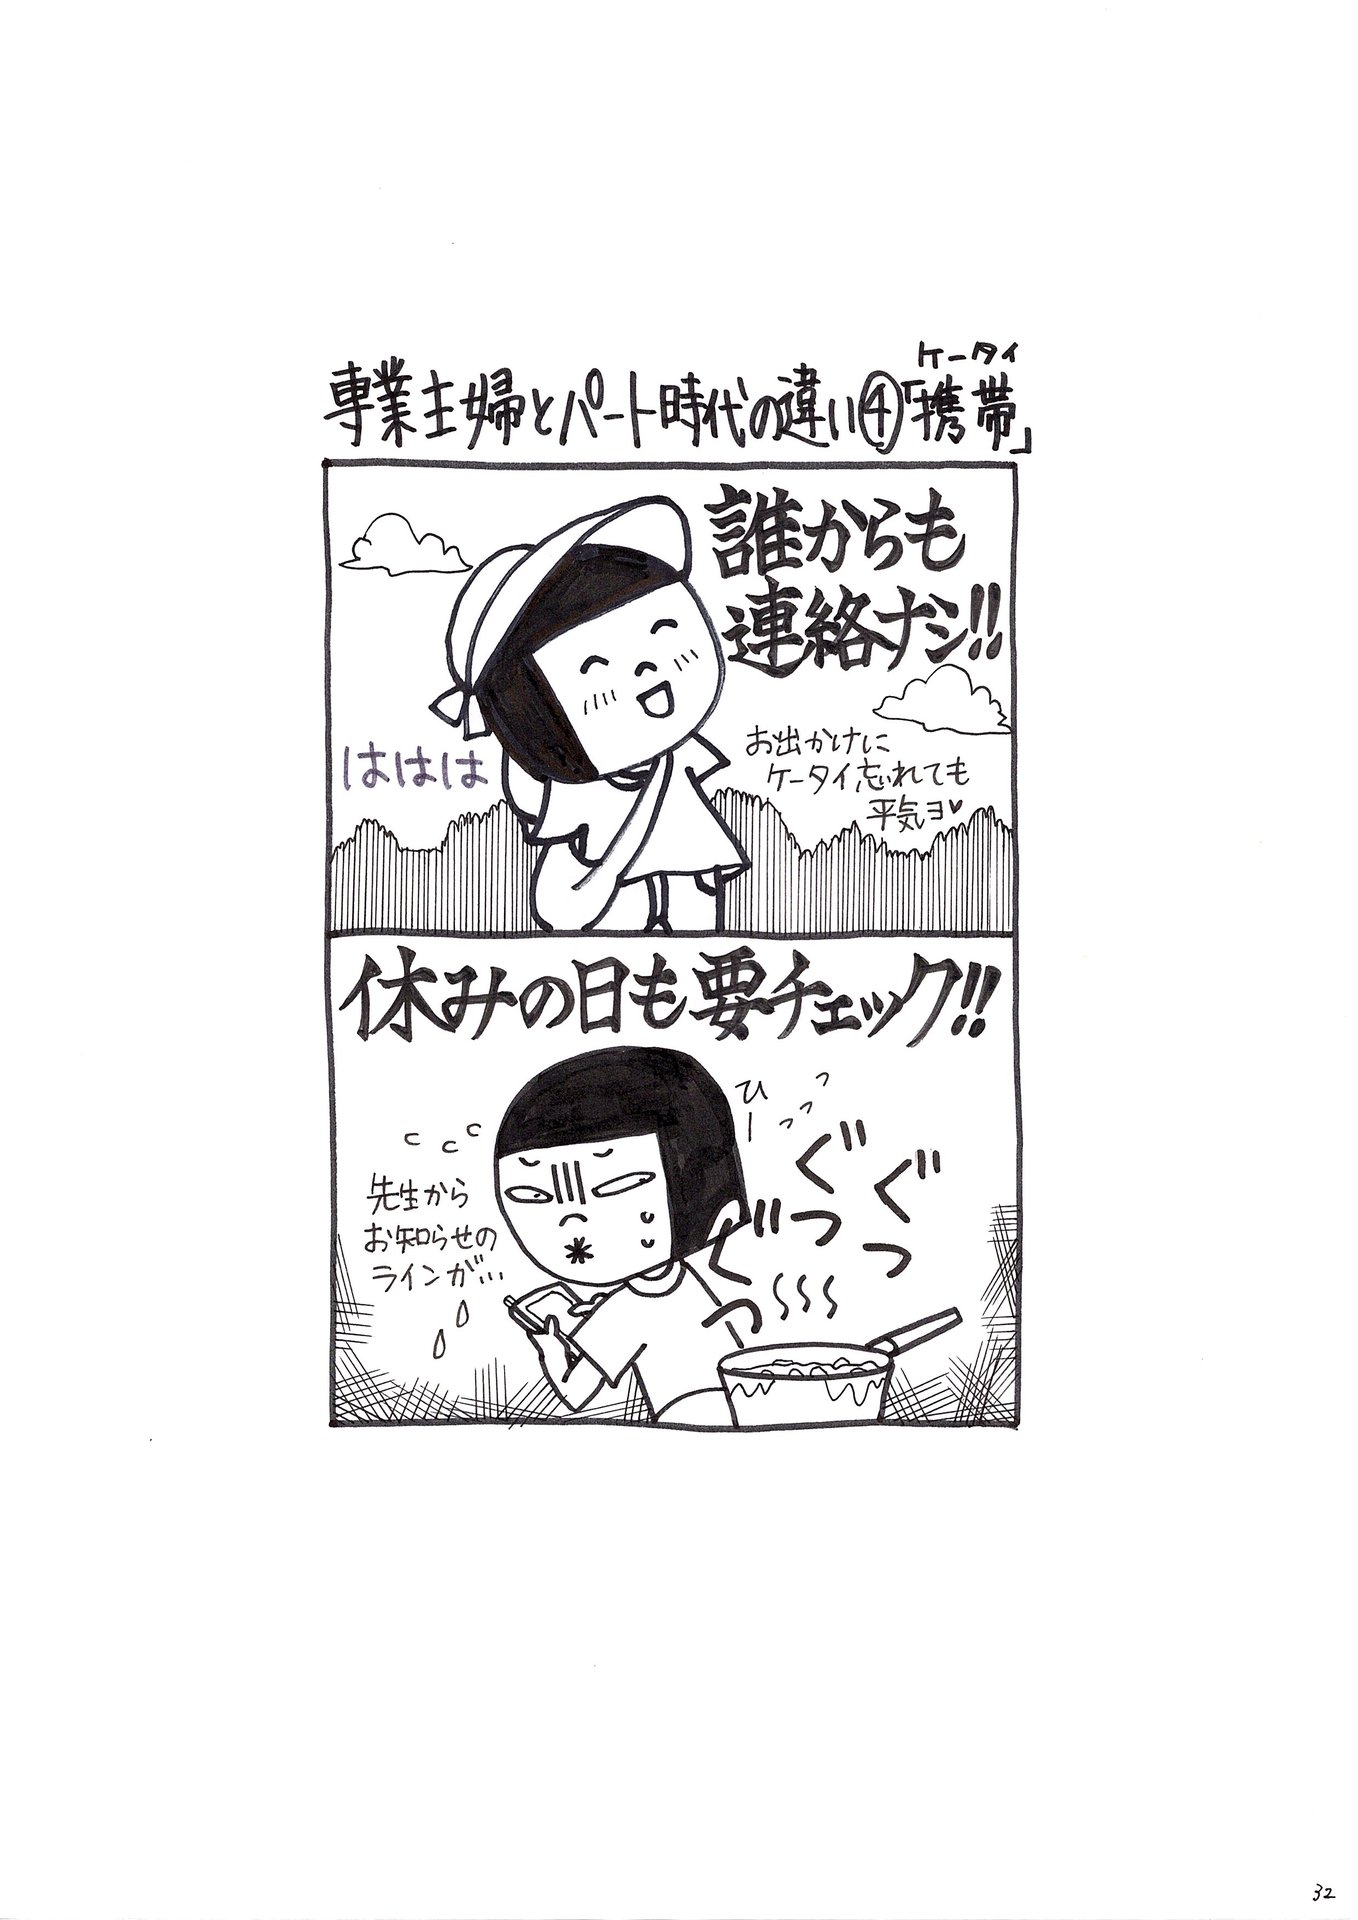 ケータイ
専業主婦とパート時代の違い④「携帯」
誰からも
連絡ナシ!!
お出かけに
ケータイ忘れても
平気ヨ♥
ははは
休みの日も要チェック!!
ひーっっっ
先生から
お知らせの
ラインが…
ぐつ
ぐつ
ぐつ
32